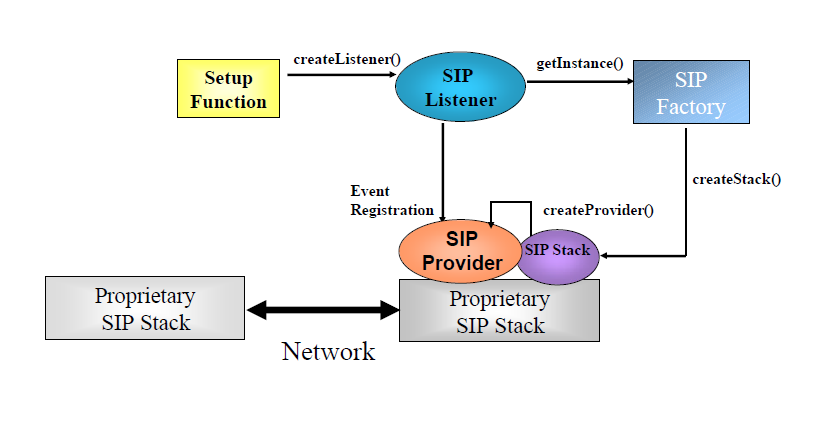 createListener()
Setup
Function
SIP
Listener
getInstance()
SIP
Factory
createStack()
Event
Registration
createProvider()
SIP
Provider
SIP Stack
Proprietary
SIP Stack
Proprietary
SIP Stack
Network